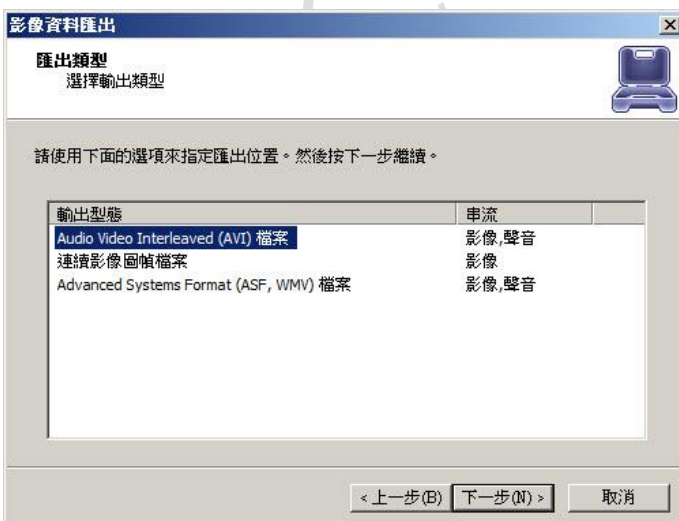 影像資料匯出
匯出類型
選擇輸出類型
請使用下面的選項來指定匯出位置。然後按下一步繼續。
輸出型態 串流
Audio Video Interleaved (AVI) 檔案 影像,聲音
連續影像圖幀檔案 影像
Advanced Systems Format (ASF, WMV) 檔案 影像,聲音
<上一步(B) 下一步(N)> 取消